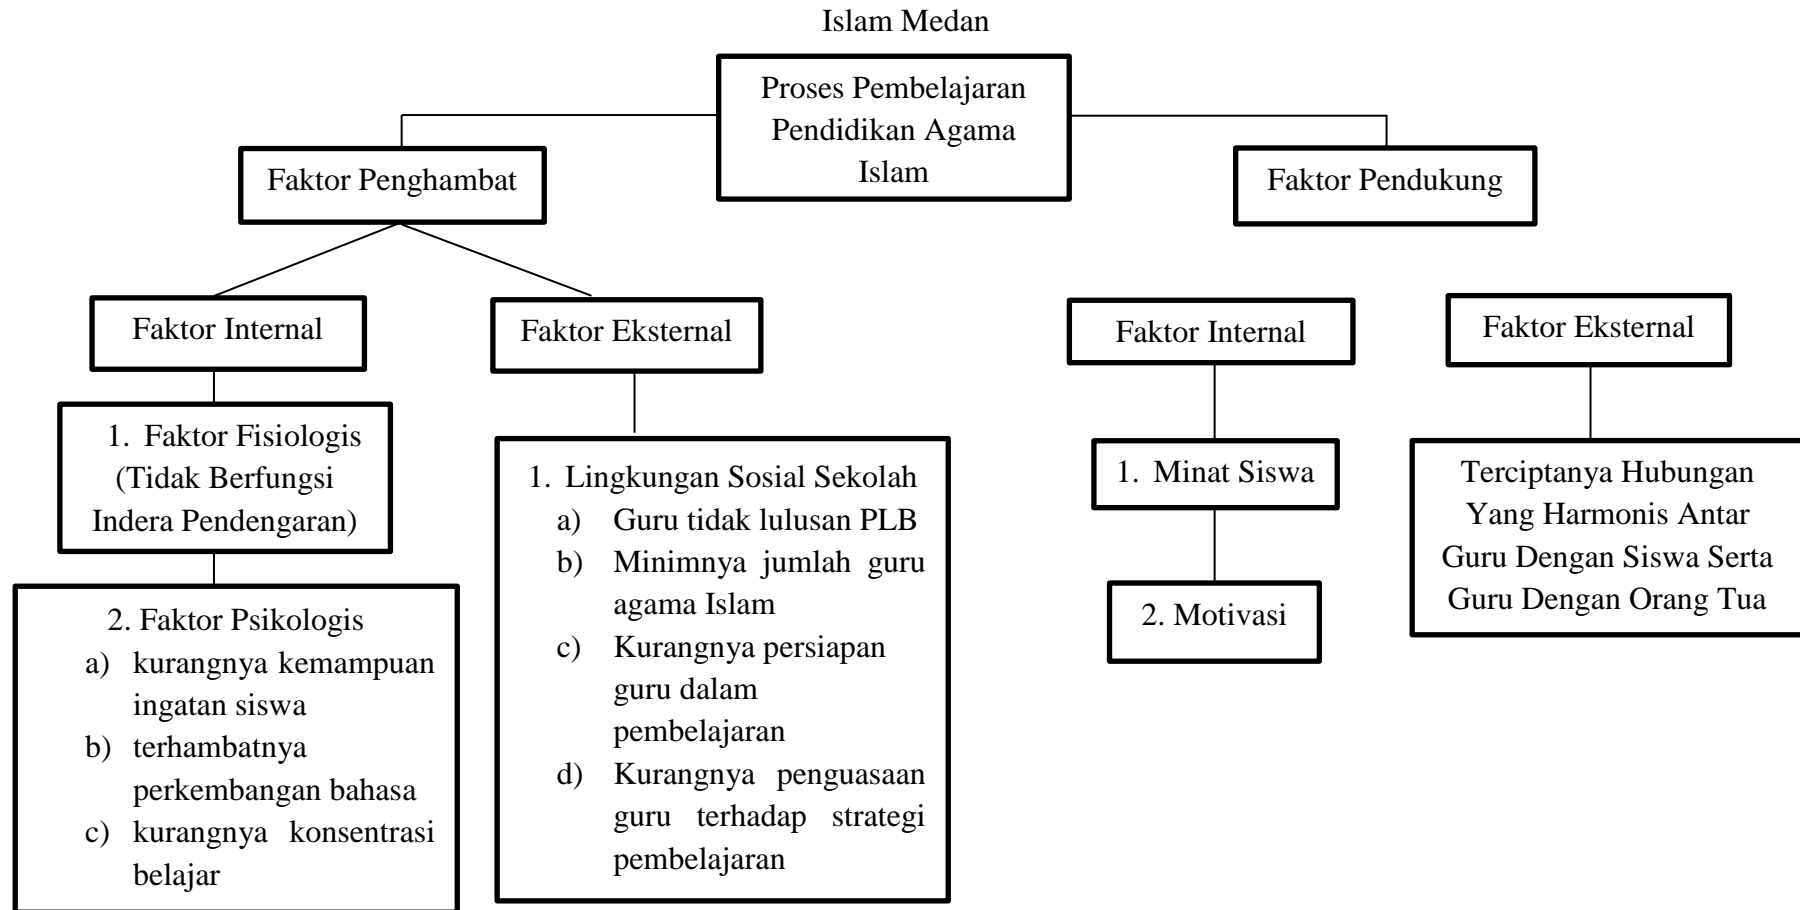 Islam Medan
Proses Pembelajaran
Pendidikan Agama
Islam
Faktor Penghambat
Faktor Pendukung
Faktor Internal
Faktor Eksternal
Faktor Internal
Faktor Eksternal
1. Faktor Fisiologis
(Tidak Berfungsi
Indera Pendengaran)
2. Faktor Psikologis
a) kurangnya kemampuan
ingatan siswa
b) terhambatnya
perkembangan bahasa
c) kurangnya konsentrasi
belajar
1. Lingkungan Sosial Sekolah
a) Guru tidak lulusan PLB
b) Minimnya jumlah guru
agama Islam
c) Kurangnya persiapan
guru dalam
pembelajaran
d) Kurangnya penguasaan
guru terhadap strategi
pembelajaran
1. Minat Siswa
2. Motivasi
Terciptanya Hubungan
Yang Harmonis Antar
Guru Dengan Siswa Serta
Guru Dengan Orang Tua